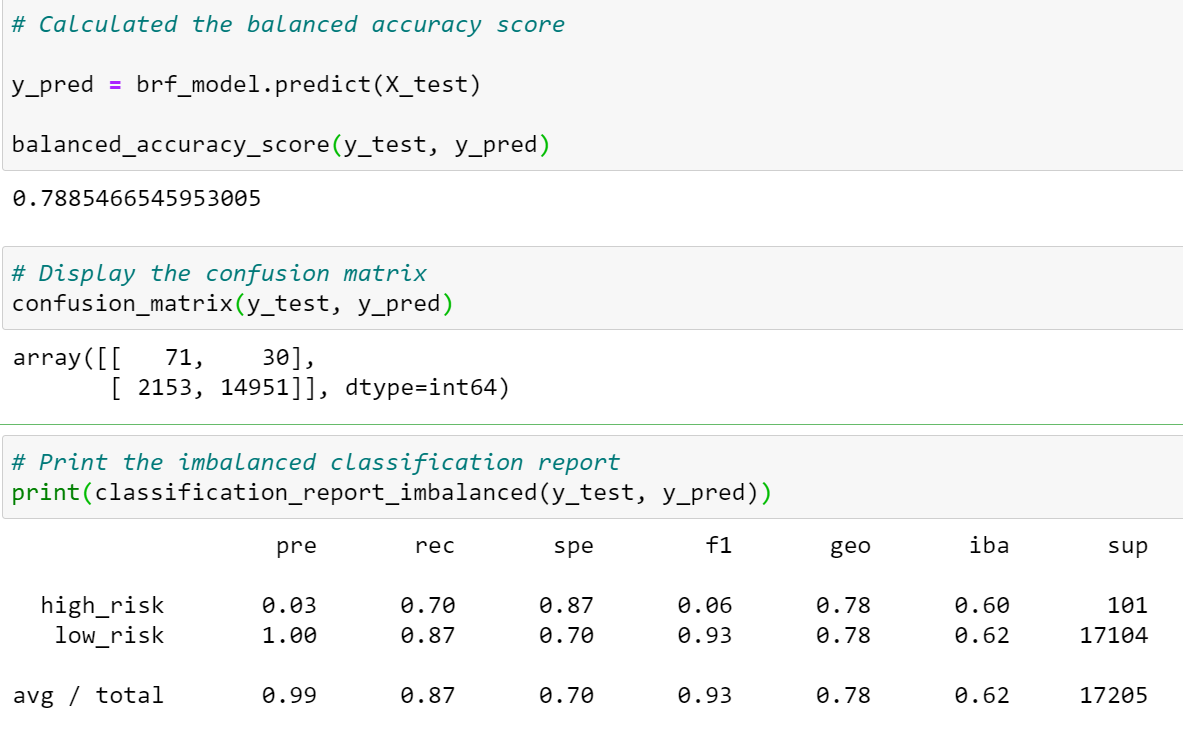 # Calculated the balanced accuracy score
y_pred = brf_model.predict(X_test)
balanced_accuracy_score(y_test, y_pred)
0.7885466545953005
# Display the confusion matrix
confusion_matrix(y_test, y_pred)
array([[   71,    30],
       [ 2153, 14951]], dtype=int64)
# Print the imbalanced classification report
print(classification_report_imbalanced(y_test, y_pred))
pre rec spe f1 geo iba sup
high_risk 0.03 0.70 0.87 0.06 0.78 0.60 101
low_risk 1.00 0.87 0.70 0.93 0.78 0.62 17104
avg / total 0.99 0.87 0.70 0.93 0.78 0.62 17205